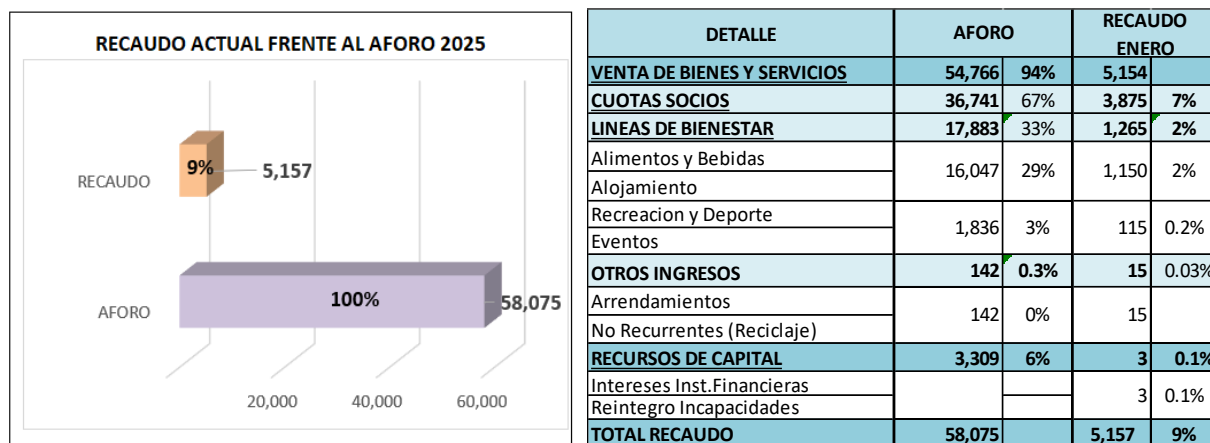 RECAUDO ACTUAL FRENTE AL AFORO 2025
RECAUDO
9%
5,157
AFORO
100%
58,075
20,000 40,000 60,000
DETALLE AFORO RECAUDO ENERO
VENTA DE BIENES Y SERVICIOS 54,766 94% 5,154
CUOTAS SOCIOS 36,741 67% 3,875 7%
LINEAS DE BIENESTAR 17,883 33% 1,265 2%
Alimentos y Bebidas 16,047 29% 1,150 2%
Alojamiento
Recreacion y Deporte 1,836 3% 115 0.2%
Eventos
OTROS INGRESOS 142 0.3% 15 0.03%
Arrendamientos 142 0% 15
No Recurrentes (Reciclaje)
RECURSOS DE CAPITAL 3,309 6% 3 0.1%
Intereses Inst.Financieras 3 0.1%
Reintegro Incapacidades
TOTAL RECAUDO 58,075 5,157 9%